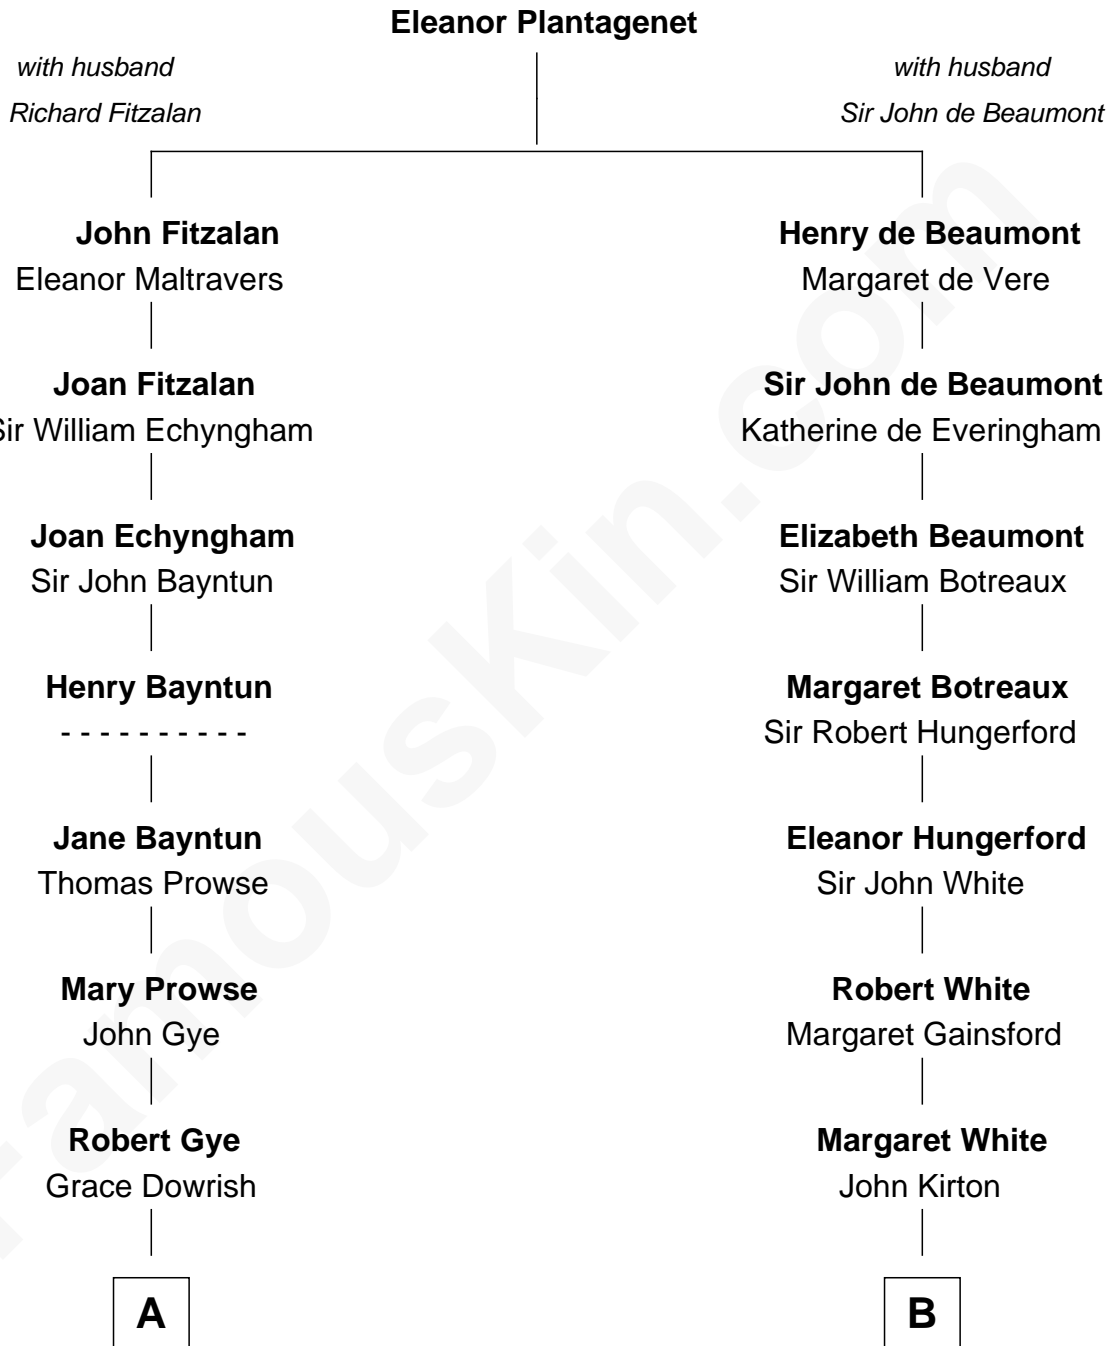 Eleanor Plantagenet
with husband
Richard Fitzalan
with husband
Sir John de Beaumont
John Fitzalan
Eleanor Maltravers
Joan Fitzalan
Sir William Echyngham
Joan Echyngham
Sir John Bayntun
Henry Bayntun
- - - - - - - - - -
Jane Bayntun
Thomas Prowse
Mary Prowse
John Gye
Robert Gye
Grace Dowrish
A
Henry de Beaumont
Margaret de Vere
Sir John de Beaumont
Katherine de Everingham
Elizabeth Beaumont
Sir William Botreaux
Margaret Botreaux
Sir Robert Hungerford
Eleanor Hungerford
Sir John White
Robert White
Margaret Gainsford
Margaret White
John Kirton
B
FamousKin.com